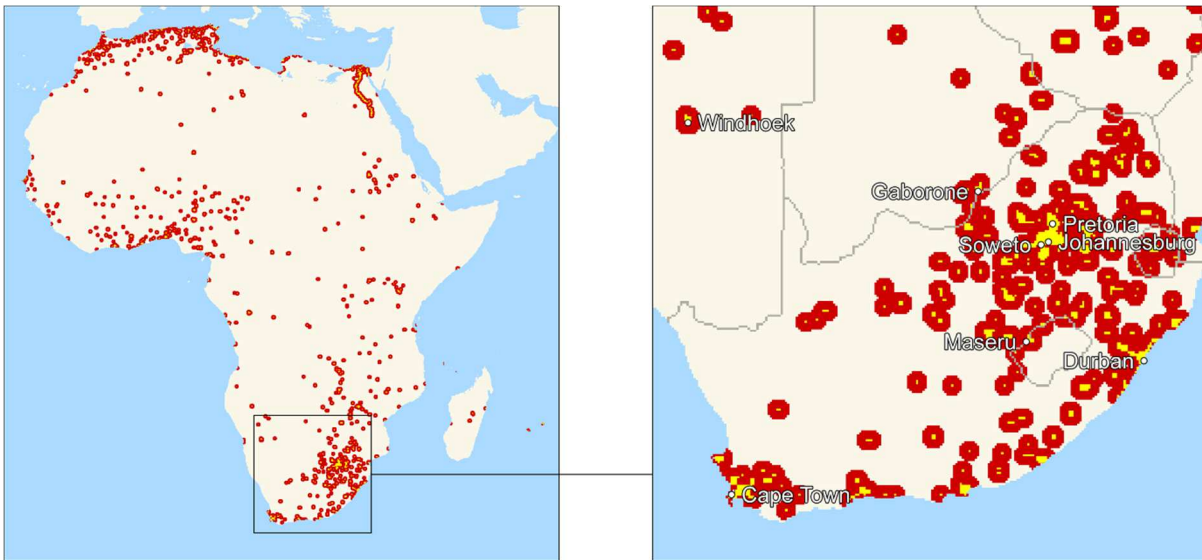 Windhoek
Gaborone
Pretoria
Soweto
Johannesburg
Maseru
Durban
Cape Town